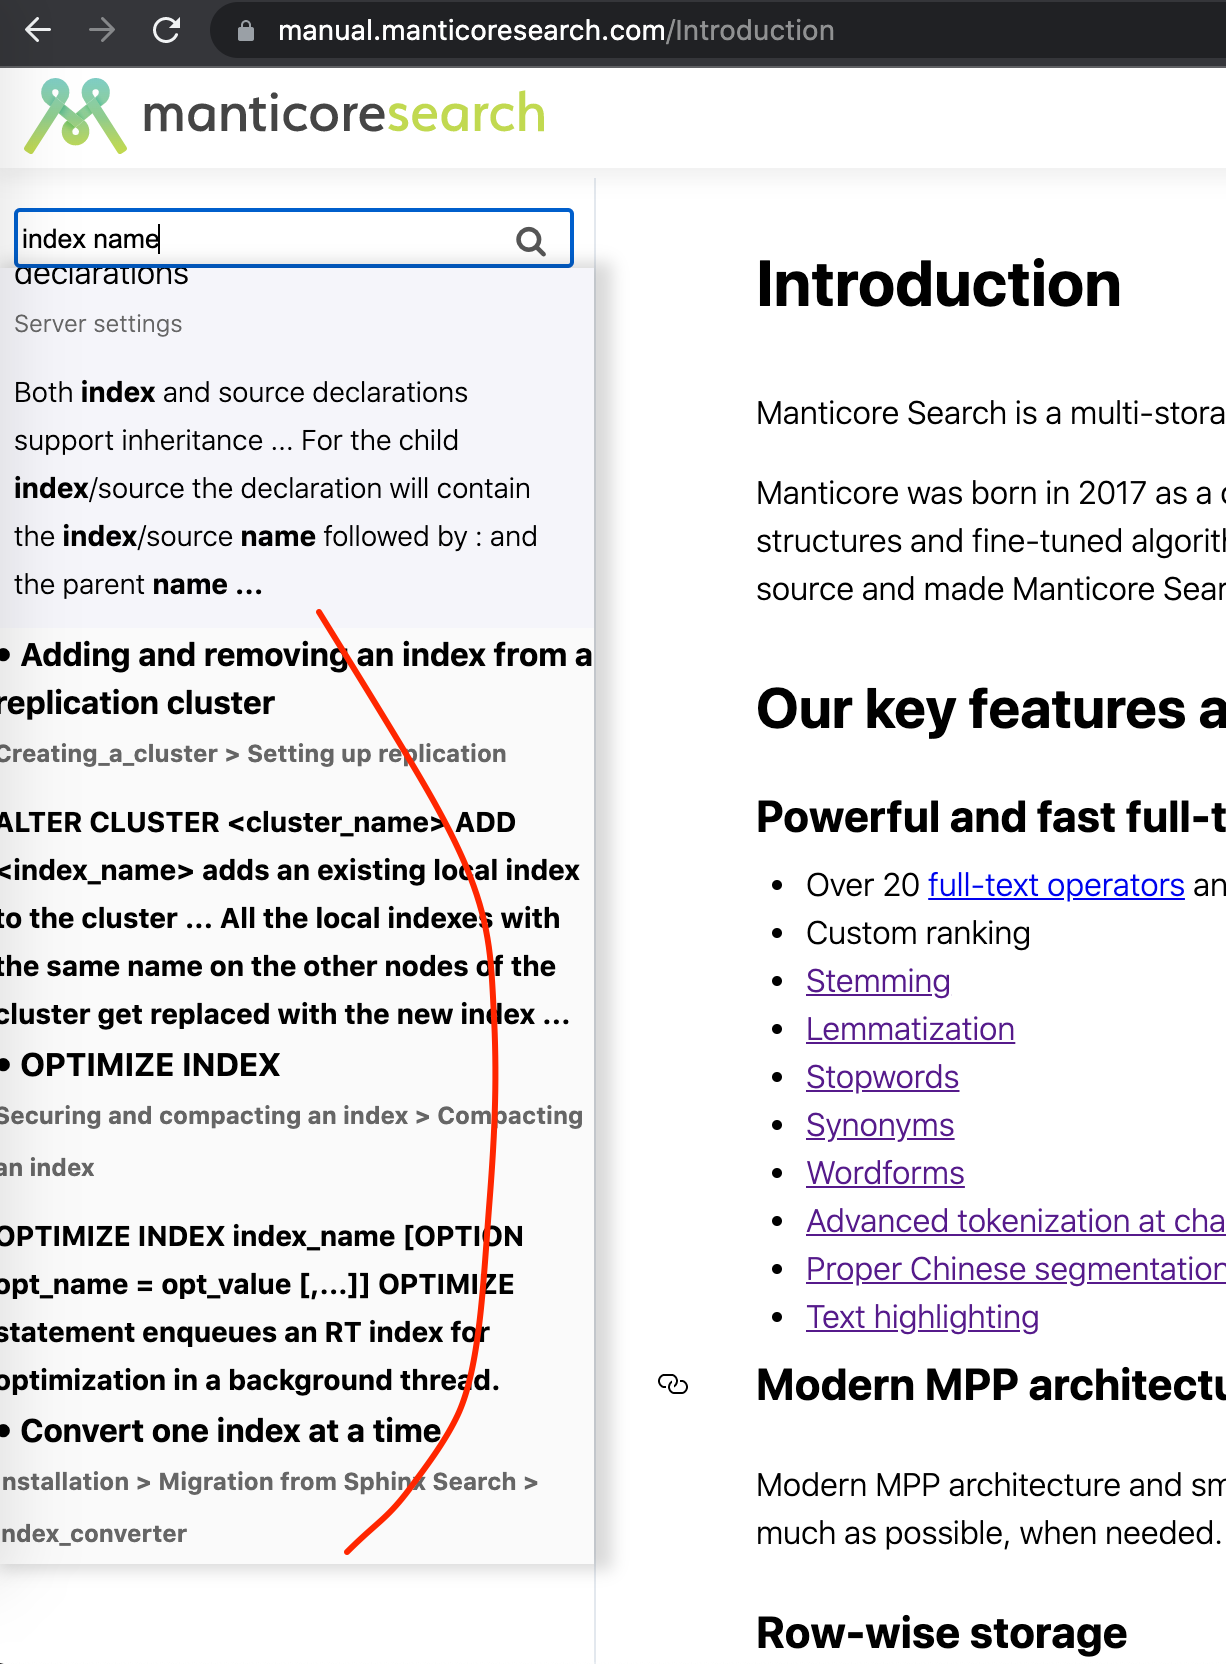 manual.manticoresearch.com/Introduction
manticoresearch
index name
declarations
Server settings
Both index and source declarations
support inheritance ... For the child
index/source the declaration will contain
the index/source name followed by : and
the parent name ...
• Adding and removing an index from a
replication cluster
Creating_a_cluster > Setting up replication
ALTER CLUSTER <cluster_name> ADD
<index_name> adds an existing local index
to the cluster ... All the local indexes with
the same name on the other nodes of the
cluster get replaced with the new index ...
• OPTIMIZE INDEX
Securing and compacting an index > Compacting
an index
OPTIMIZE INDEX index_name [OPTION
opt_name = opt_value [,...]] OPTIMIZE
statement enqueues an RT index for
optimization in a background thread.
• Convert one index at a time
Installation > Migration from Sphinx Search >
index_converter
Introduction
Manticore Search is a multi-stora
Manticore was born in 2017 as a
structures and fine-tuned algorith
source and made Manticore Sear
Our key features a
Powerful and fast full-t
• Over 20 full-text operators an
• Custom ranking
• Stemming
• Lemmatization
• Stopwords
• Synonyms
• Wordforms
• Advanced tokenization at cha
• Proper Chinese segmentation
• Text highlighting
Modern MPP architectu
Modern MPP architecture and sm
much as possible, when needed.
Row-wise storage